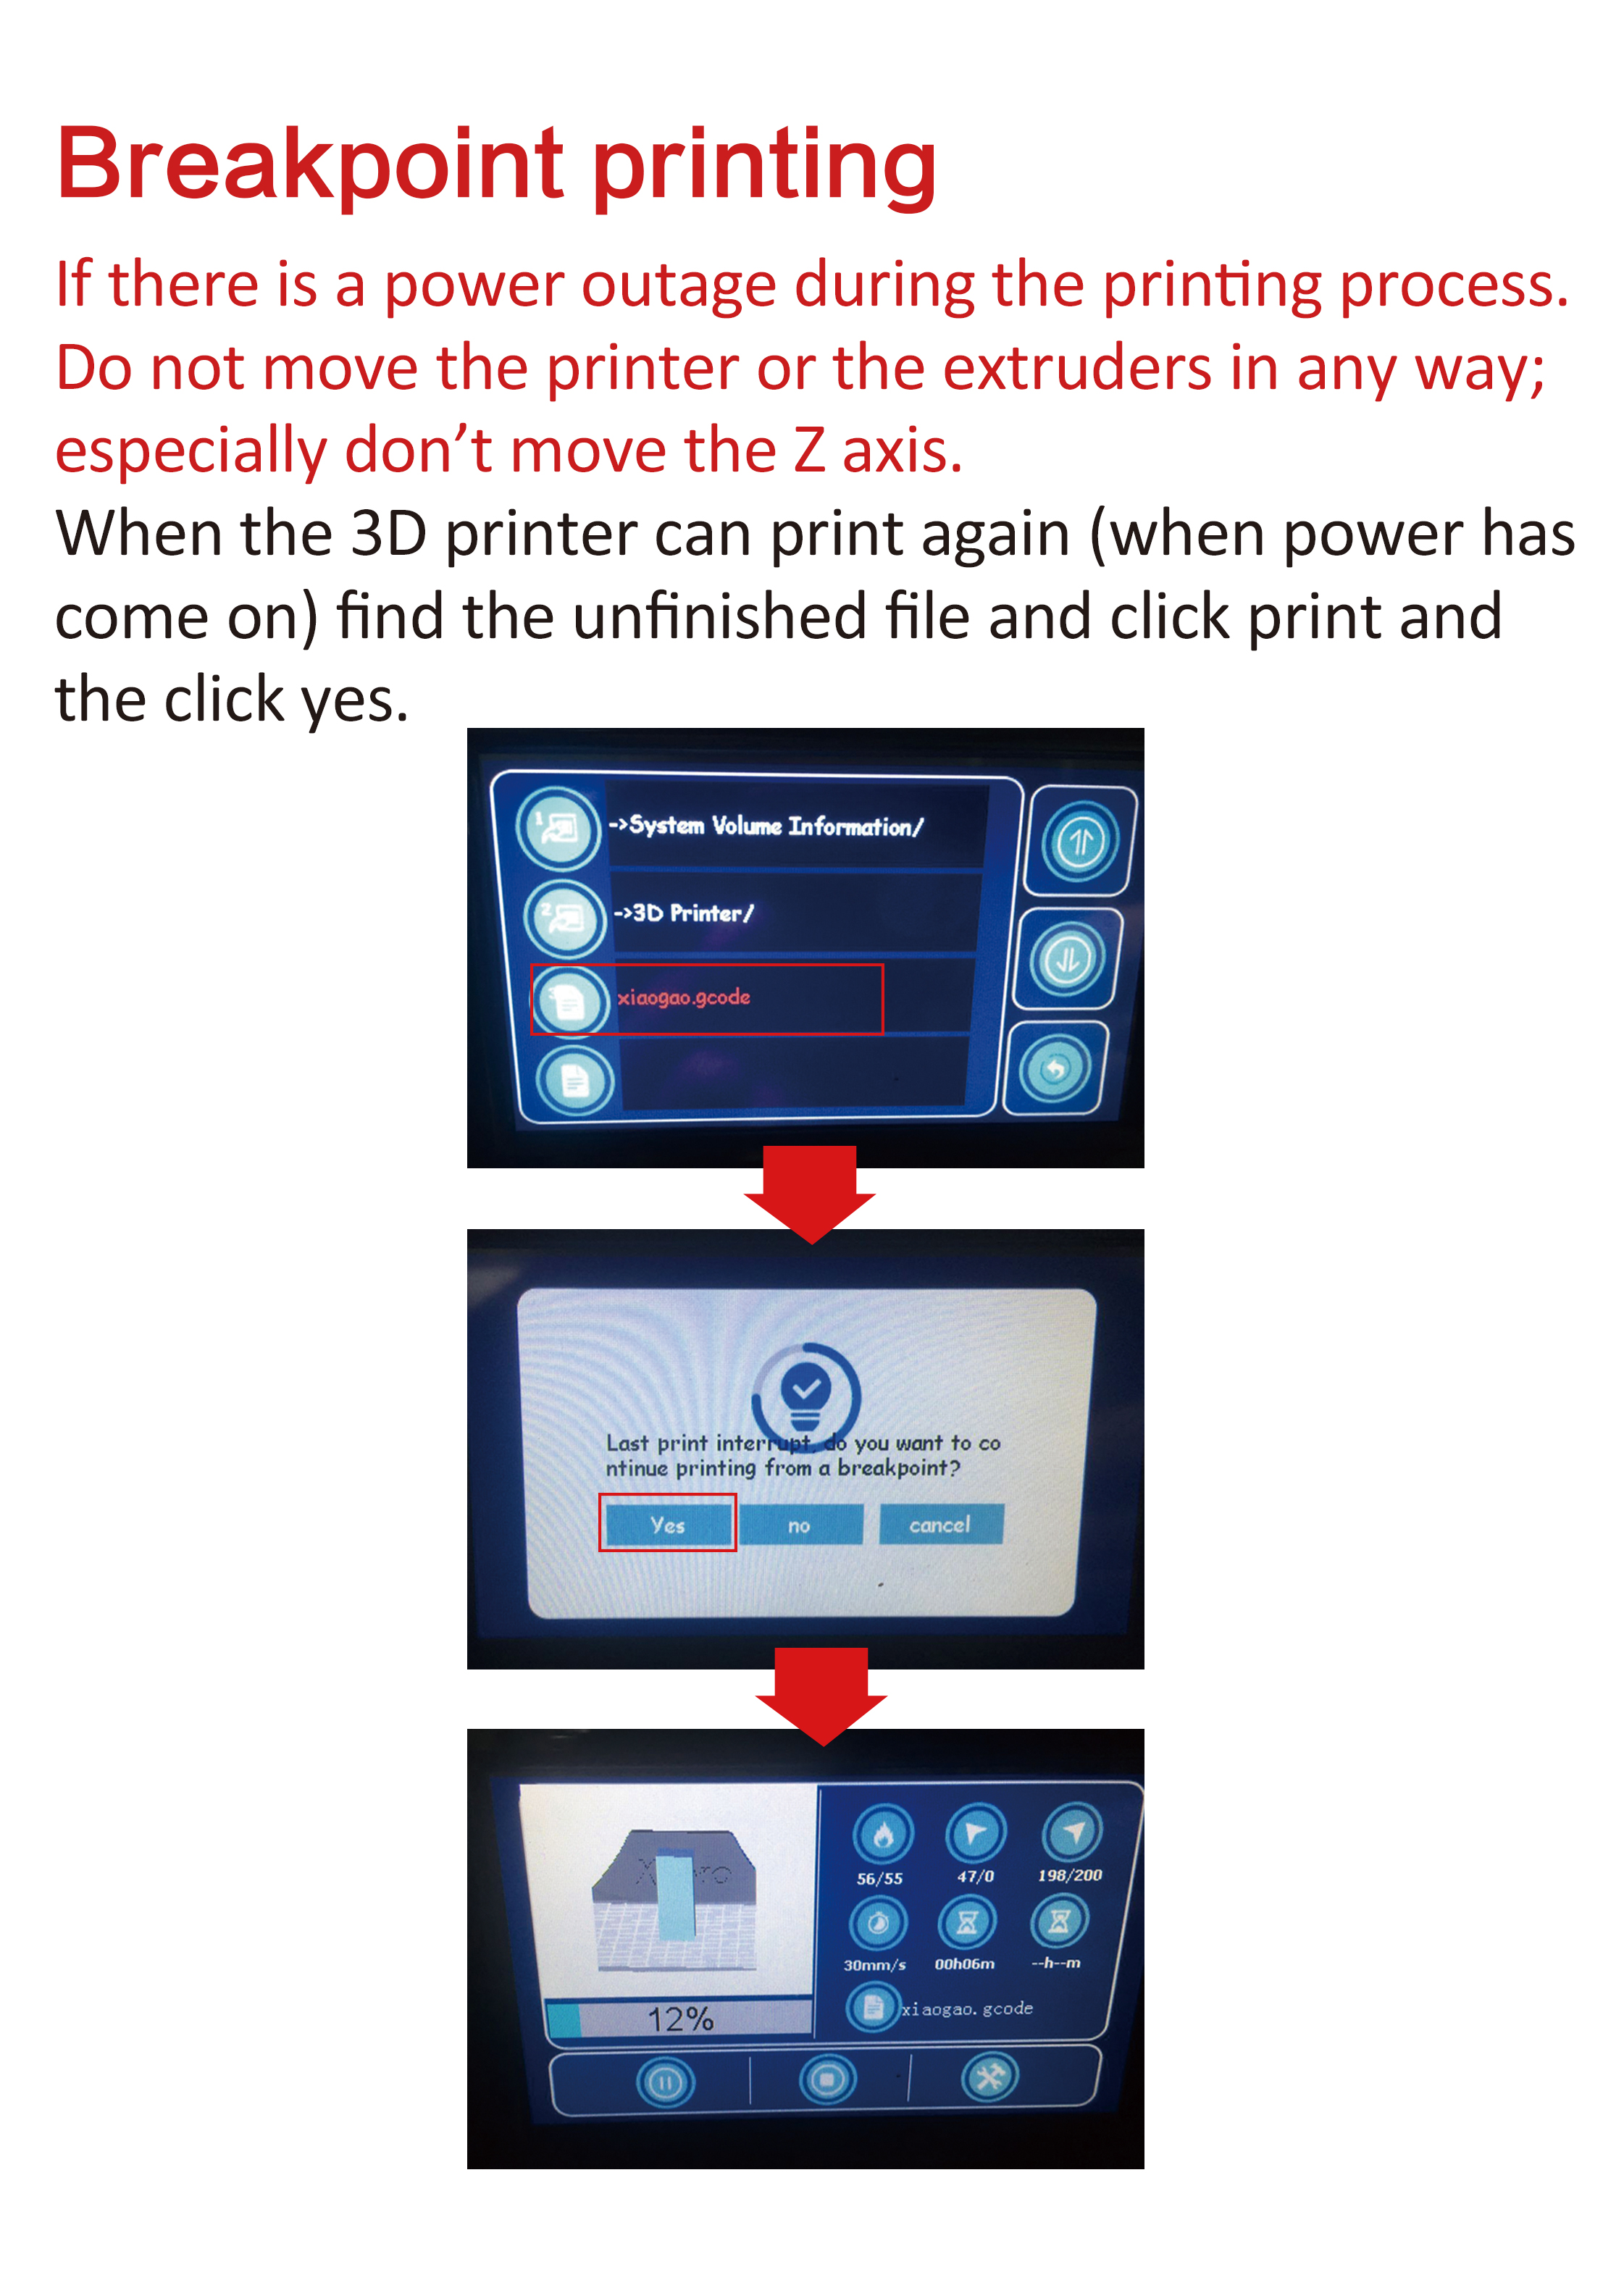 Breakpoint printing
If there is a power outage during the printing process.
Do not move the printer or the extruders in any way;
especially don’t move the Z axis.
When the 3D printer can print again (when power has
come on) find the unfinished file and click print and
the click yes.
1
->System Volume Information/
2
->3D Printer/
xiaogao.gcode
Last print interrupt, do you want to co
ntinue printing from a breakpoint?
Yes no cancel
56/55 47/0 198/200
30mm/s 00h06m --h--m
xiaogao.gcode
12%